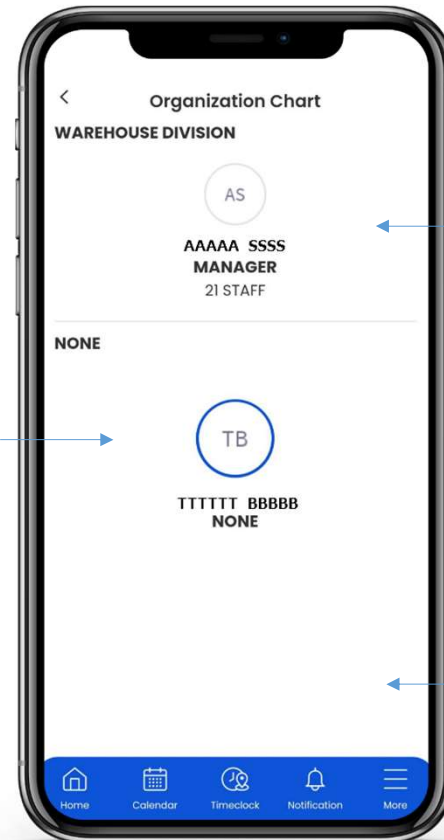 Organization Chart
WAREHOUSE DIVISION
AS
AAAAA SSSS
MANAGER
21 STAFF
NONE
TB
TTTTTT BBBBB
NONE
Home Calendar Timeclock Notification More